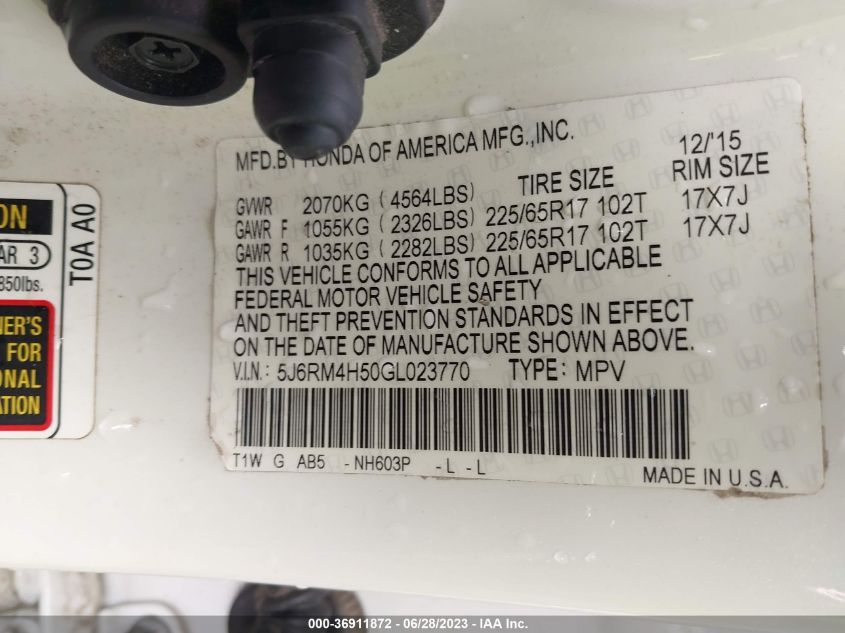 ON
AR 3
850lbs.
NER'S
FOR
ONAL
ATION
T0A A0
MFD.BY HONDA OF AMERICA MFG.,INC. 12/'15
TIRE SIZE RIM SIZE
GVWR 2070KG (4564LBS)
GAWR F 1055KG (2326LBS) 225/65R17 102T 17X7J
GAWR R 1035KG (2282LBS) 225/65R17 102T 17X7J
THIS VEHICLE CONFORMS TO ALL APPLICABLE
FEDERAL MOTOR VEHICLE SAFETY
AND THEFT PREVENTION STANDARDS IN EFFECT
ON THE DATE OF MANUFACTURE SHOWN ABOVE.
V.I.N: 5J6RM4H50GL023770 TYPE: MPV
T1W G AB5 -NH603P -L -L
MADE IN U.S.A.
000-36911872 / 06/28/2023 - IAA Inc.